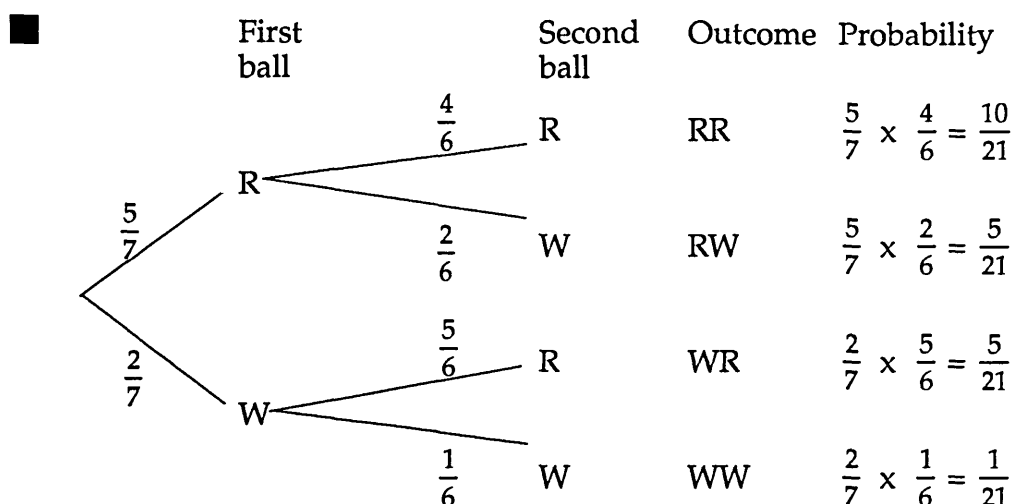 First Second Outcome Probability
ball ball
4/6 R RR 5/7 x 4/6 = 10/21
R
5/7
2/6 W RW 5/7 x 2/6 = 5/21
5/6 R WR 2/7 x 5/6 = 5/21
2/7
W
1/6 W WW 2/7 x 1/6 = 1/21